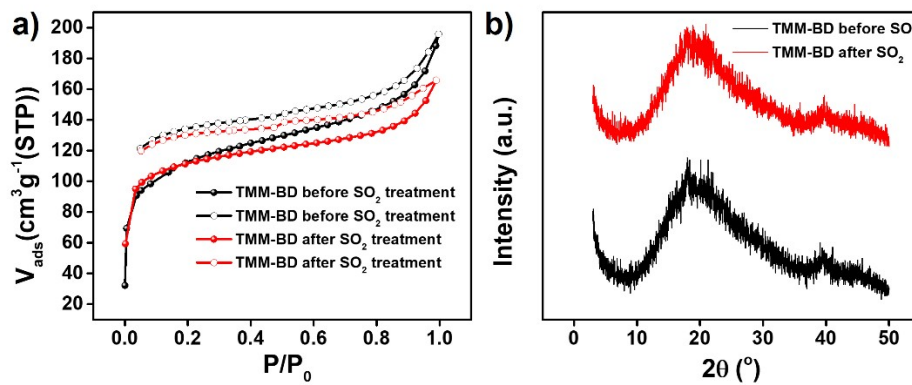 a)
V_ads(cm³g⁻¹(STP))
200
180
160
140
120
100
80
60
40
20
TMM-BD before SO₂ treatment
TMM-BD before SO₂ treatment
TMM-BD after SO₂ treatment
TMM-BD after SO₂ treatment
0.0 0.2 0.4 0.6 0.8 1.0
P/P₀
b)
Intensity (a.u.)
TMM-BD before SO
TMM-BD after SO₂
0 10 20 30 40 50
2θ (°)